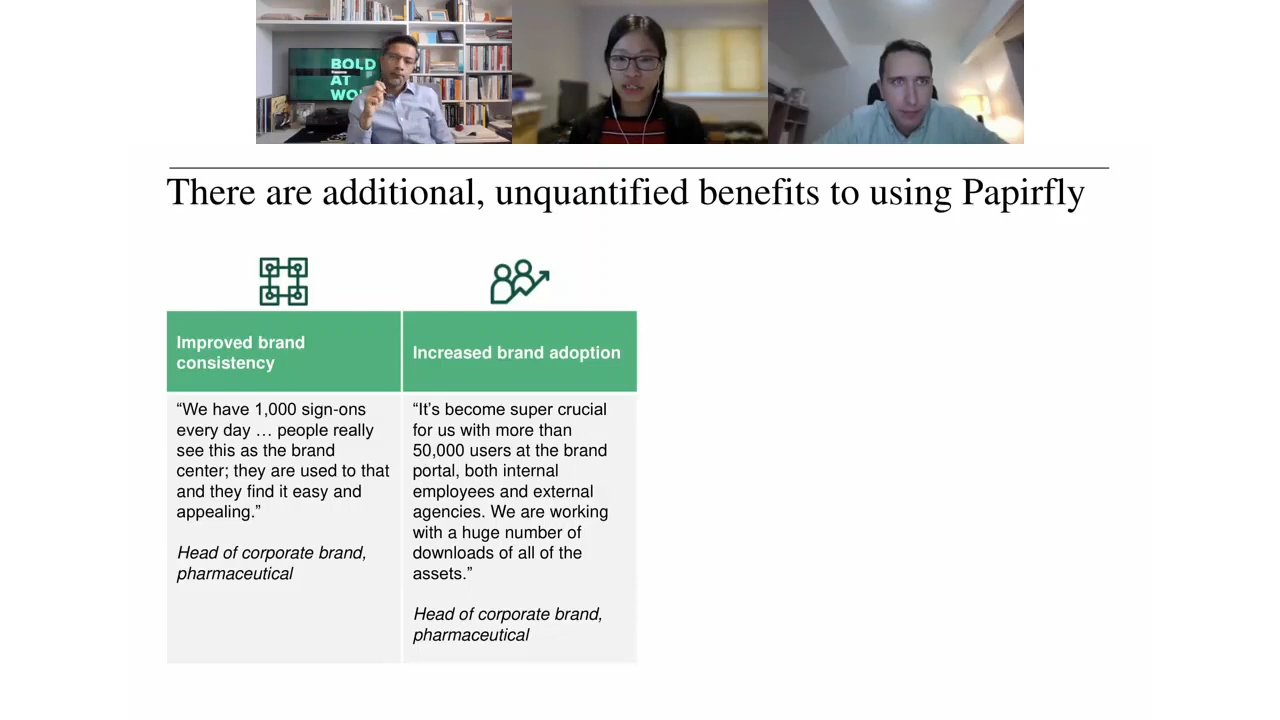 BOLD
AT
There are additional, unquantified benefits to using Papirfly
Improved brand
consistency
“We have 1,000 sign-ons
every day … people really
see this as the brand
center; they are used to that
and they find it easy and
appealing.”
Head of corporate brand,
pharmaceutical
Increased brand adoption
“It’s become super crucial
for us with more than
50,000 users at the brand
portal, both internal
employees and external
agencies. We are working
with a huge number of
downloads of all of the
assets.”
Head of corporate brand,
pharmaceutical